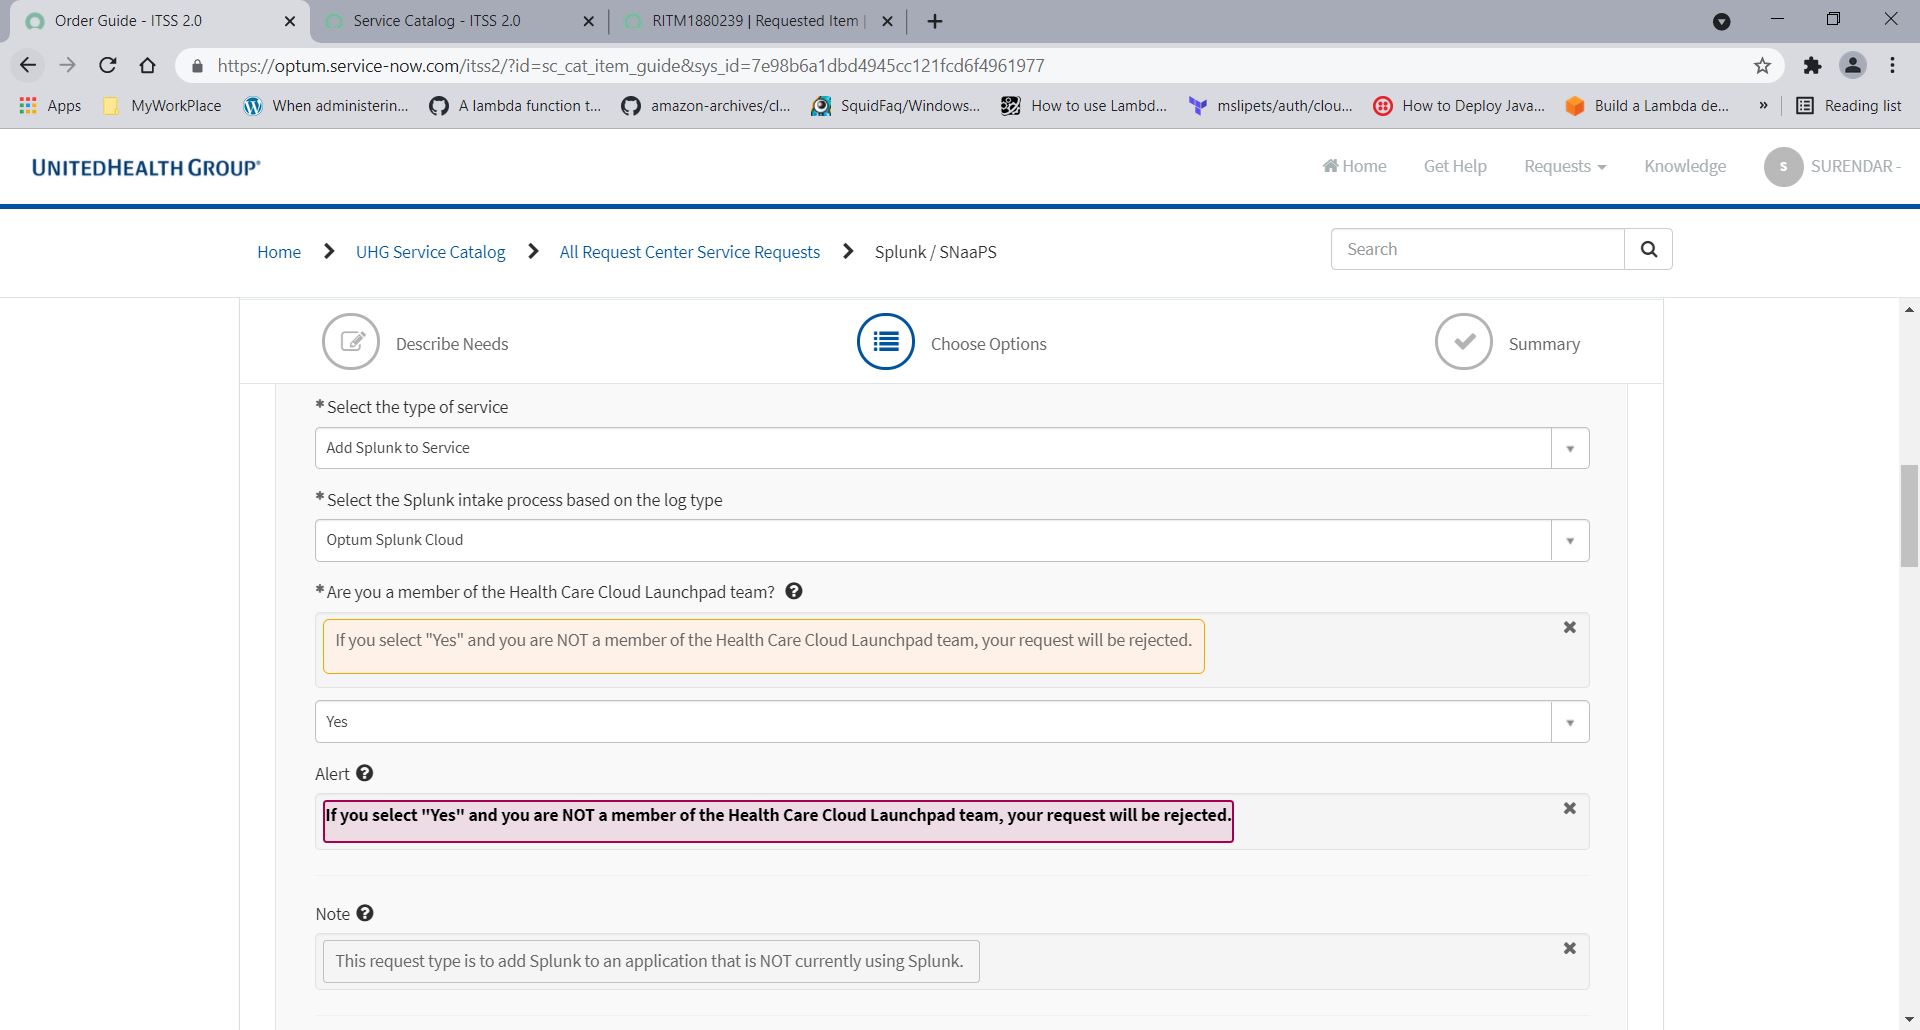 Order Guide - ITSS 2.0
Service Catalog - ITSS 2.0
RITM1880239 | Requested Item |
https://optum.service-now.com/itss2/?id=sc_cat_item_guide&sys_id=7e98b6a1dbd4945cc121fcd6f4961977
Apps
MyWorkPlace
When administerin...
A lambda function t...
amazon-archives/cl...
SquidFaq/Windows...
How to use Lambd...
mslipets/auth/clou...
How to Deploy Java...
Build a Lambda de...
»
Reading list
UNITEDHEALTH GROUP®
Home
Get Help
Requests
Knowledge
S
SURENDAR -
Home
UHG Service Catalog
All Request Center Service Requests
Splunk / SNaaPS
Search
Describe Needs
Choose Options
Summary
* Select the type of service
Add Splunk to Service
* Select the Splunk intake process based on the log type
Optum Splunk Cloud
* Are you a member of the Health Care Cloud Launchpad team? ?
If you select "Yes" and you are NOT a member of the Health Care Cloud Launchpad team, your request will be rejected.
Yes
Alert ?
If you select "Yes" and you are NOT a member of the Health Care Cloud Launchpad team, your request will be rejected.
Note ?
This request type is to add Splunk to an application that is NOT currently using Splunk.